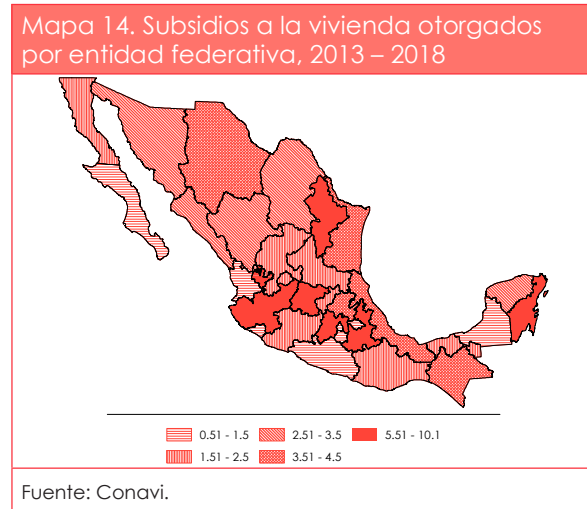 Mapa 14. Subsidios a la vivienda otorgados
por entidad federativa, 2013 – 2018
0.51 - 1.5
2.51 - 3.5
5.51 - 10.1
1.51 - 2.5
3.51 - 4.5
Fuente: Conavi.